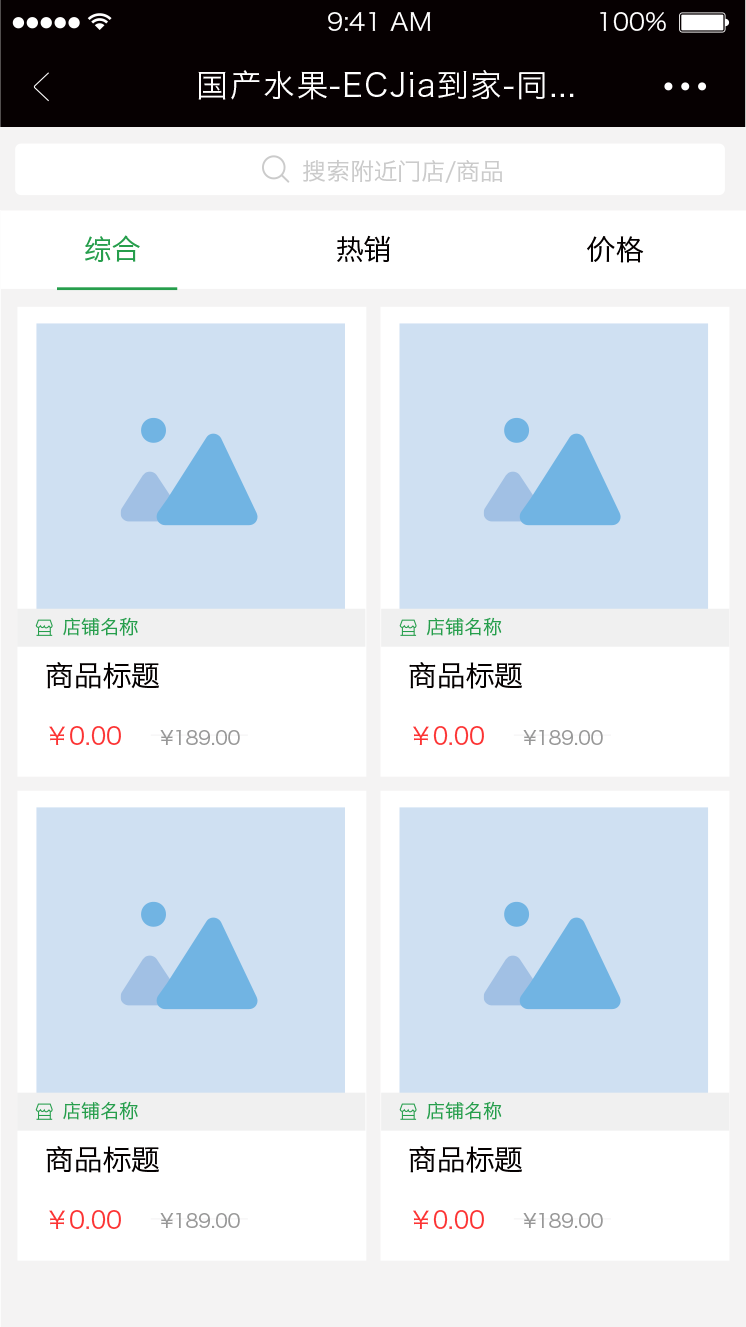 9:41 AM 100%
国产水果-ECJia到家-同...
搜索附近门店/商品
综合 热销 价格
店铺名称 店铺名称
商品标题 商品标题
¥0.00 ¥189.00 ¥0.00 ¥189.00
店铺名称 店铺名称
商品标题 商品标题
¥0.00 ¥189.00 ¥0.00 ¥189.00